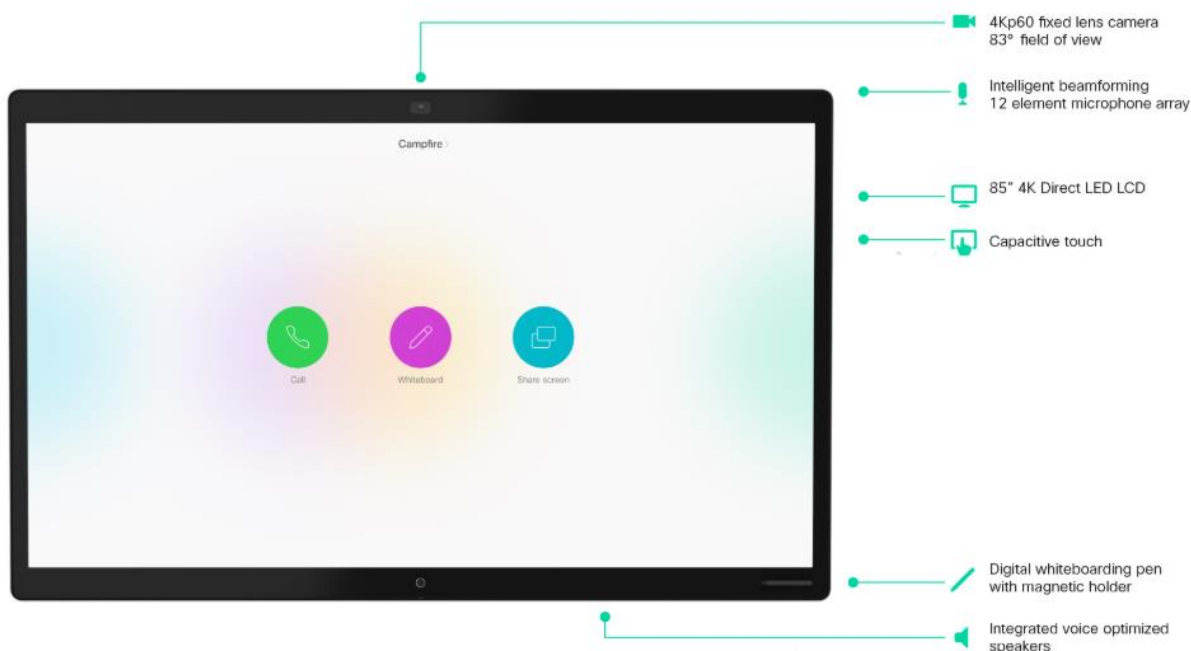 4Kp60 fixed lens camera
83° field of view
Intelligent beamforming
12 element microphone array
Campfire
85" 4K Direct LED LCD
Capacitive touch
Call
Whiteboard
Share screen
Digital whiteboarding pen
with magnetic holder
Integrated voice optimized
speakers